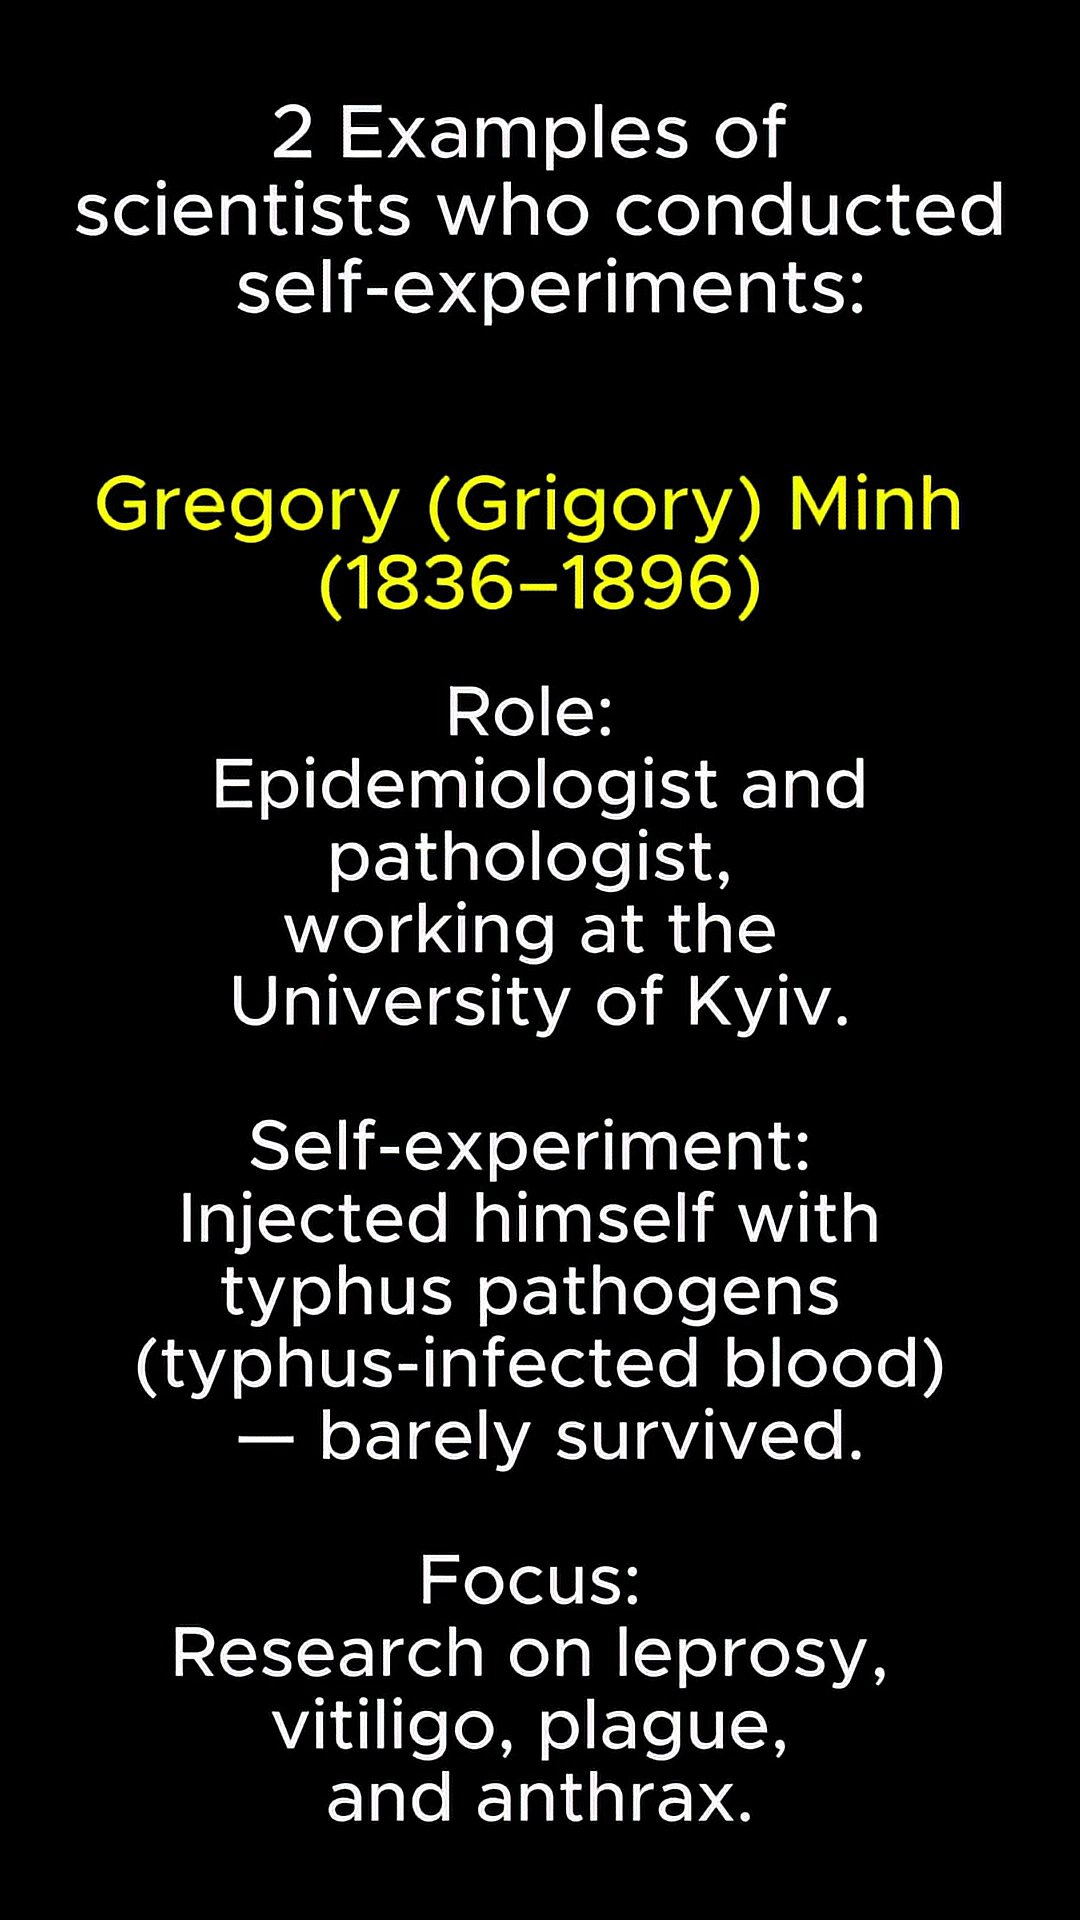 2 Examples of
scientists who conducted
self-experiments:
Gregory (Grigory) Minh
(1836–1896)
Role:
Epidemiologist and
pathologist,
working at the
University of Kyiv.
Self-experiment:
Injected himself with
typhus pathogens
(typhus-infected blood)
— barely survived.
Focus:
Research on leprosy,
vitiligo, plague,
and anthrax.